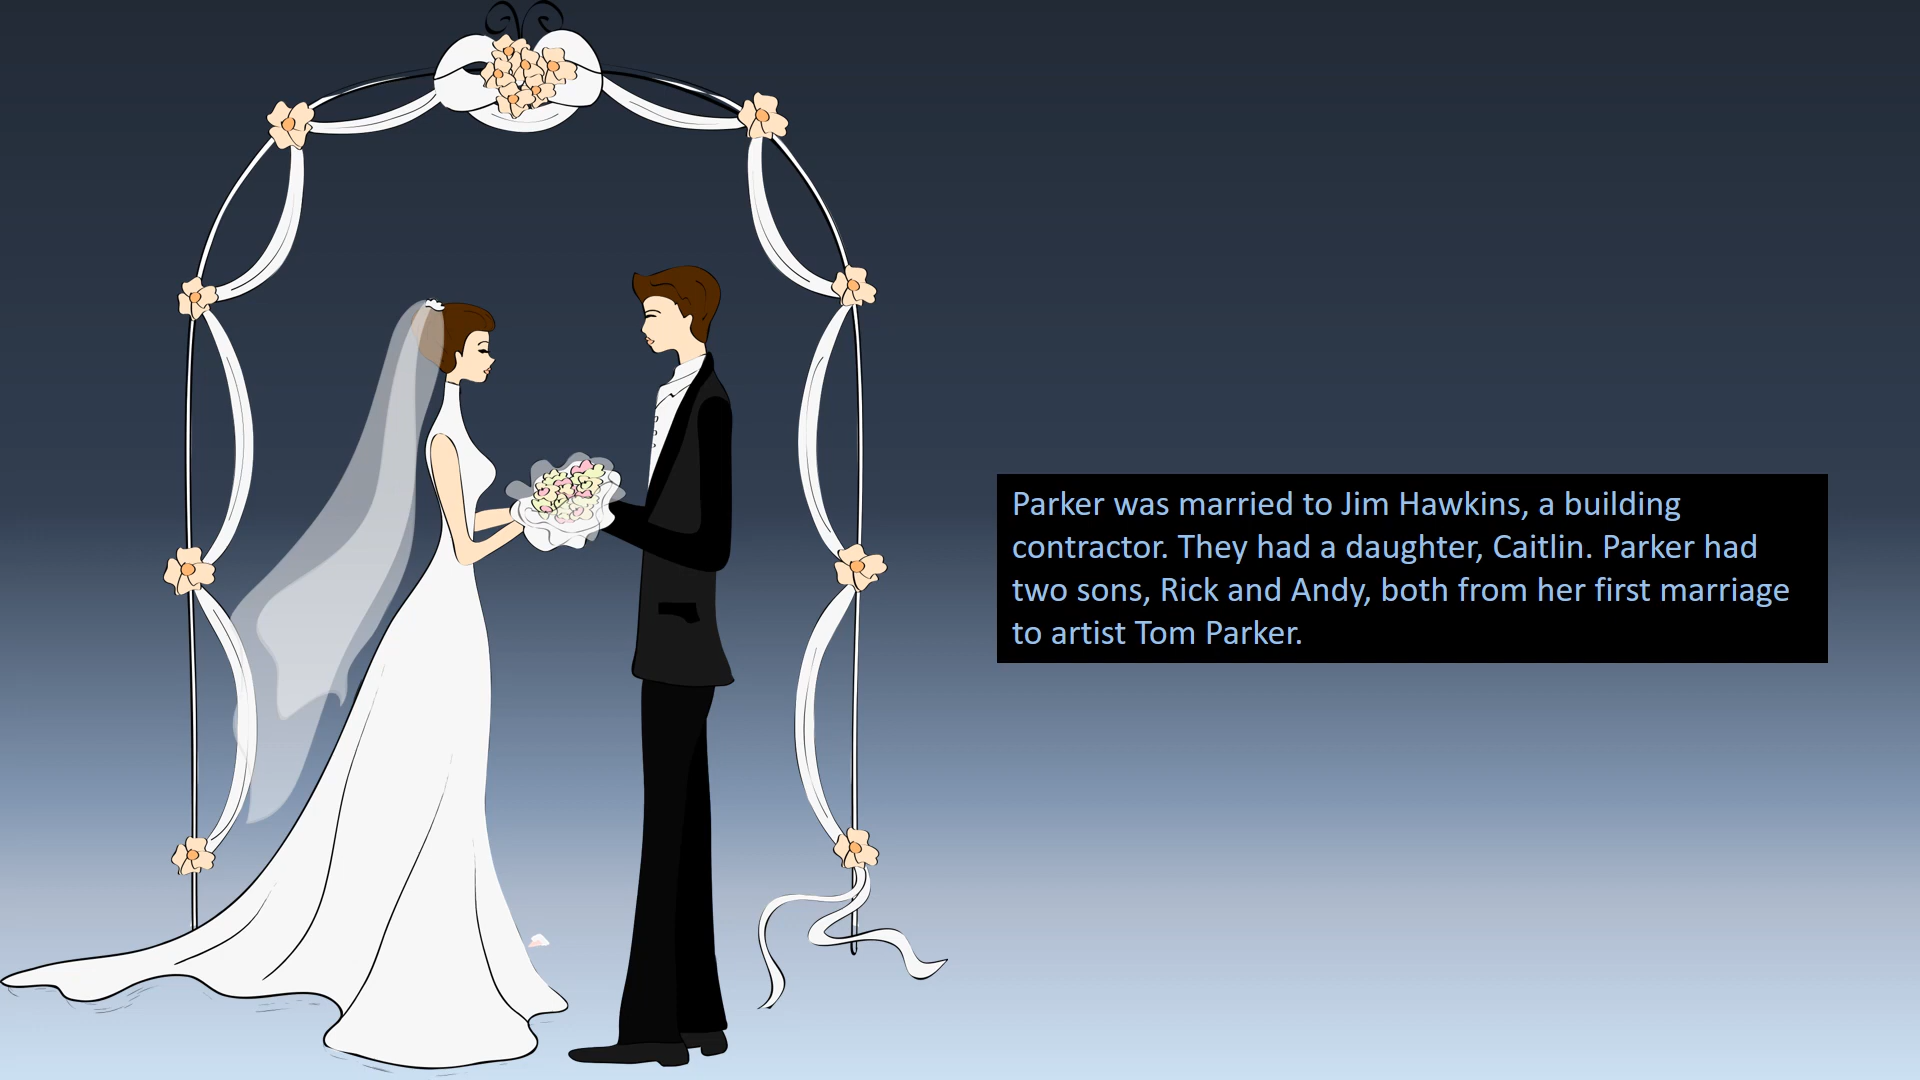 Parker was married to Jim Hawkins, a building
contractor. They had a daughter, Caitlin. Parker had
two sons, Rick and Andy, both from her first marriage
to artist Tom Parker.